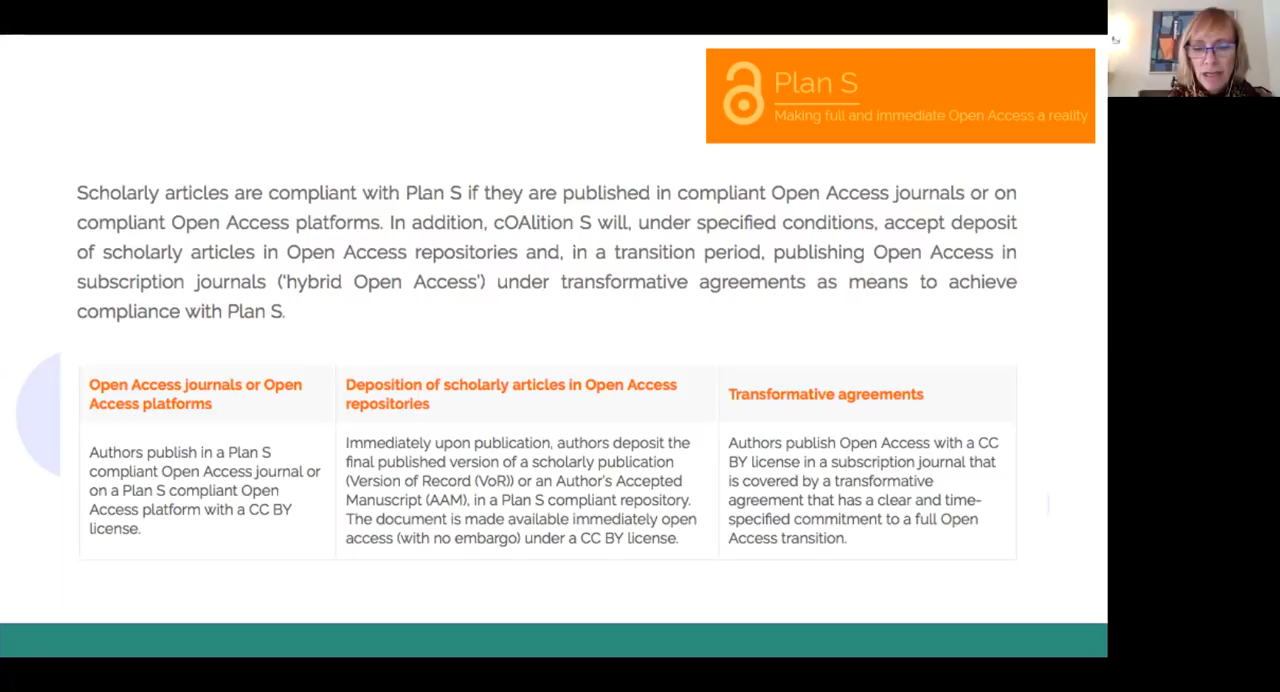 Plan S
Making full and immediate Open Access a reality
Scholarly articles are compliant with Plan S if they are published in compliant Open Access journals or on
compliant Open Access platforms. In addition, cOAlition S will, under specified conditions, accept deposit
of scholarly articles in Open Access repositories and, in a transition period, publishing Open Access in
subscription journals (‘hybrid Open Access’) under transformative agreements as means to achieve
compliance with Plan S.
Open Access journals or Open
Access platforms
Authors publish in a Plan S
compliant Open Access journal or
on a Plan S compliant Open
Access platform with a CC BY
license.
Deposition of scholarly articles in Open Access
repositories
Immediately upon publication, authors deposit the
final published version of a scholarly publication
(Version of Record (VoR)) or an Author's Accepted
Manuscript (AAM), in a Plan S compliant repository.
The document is made available immediately open
access (with no embargo) under a CC BY license.
Transformative agreements
Authors publish Open Access with a CC
BY license in a subscription journal that
is covered by a transformative
agreement that has a clear and time-
specified commitment to a full Open
Access transition.